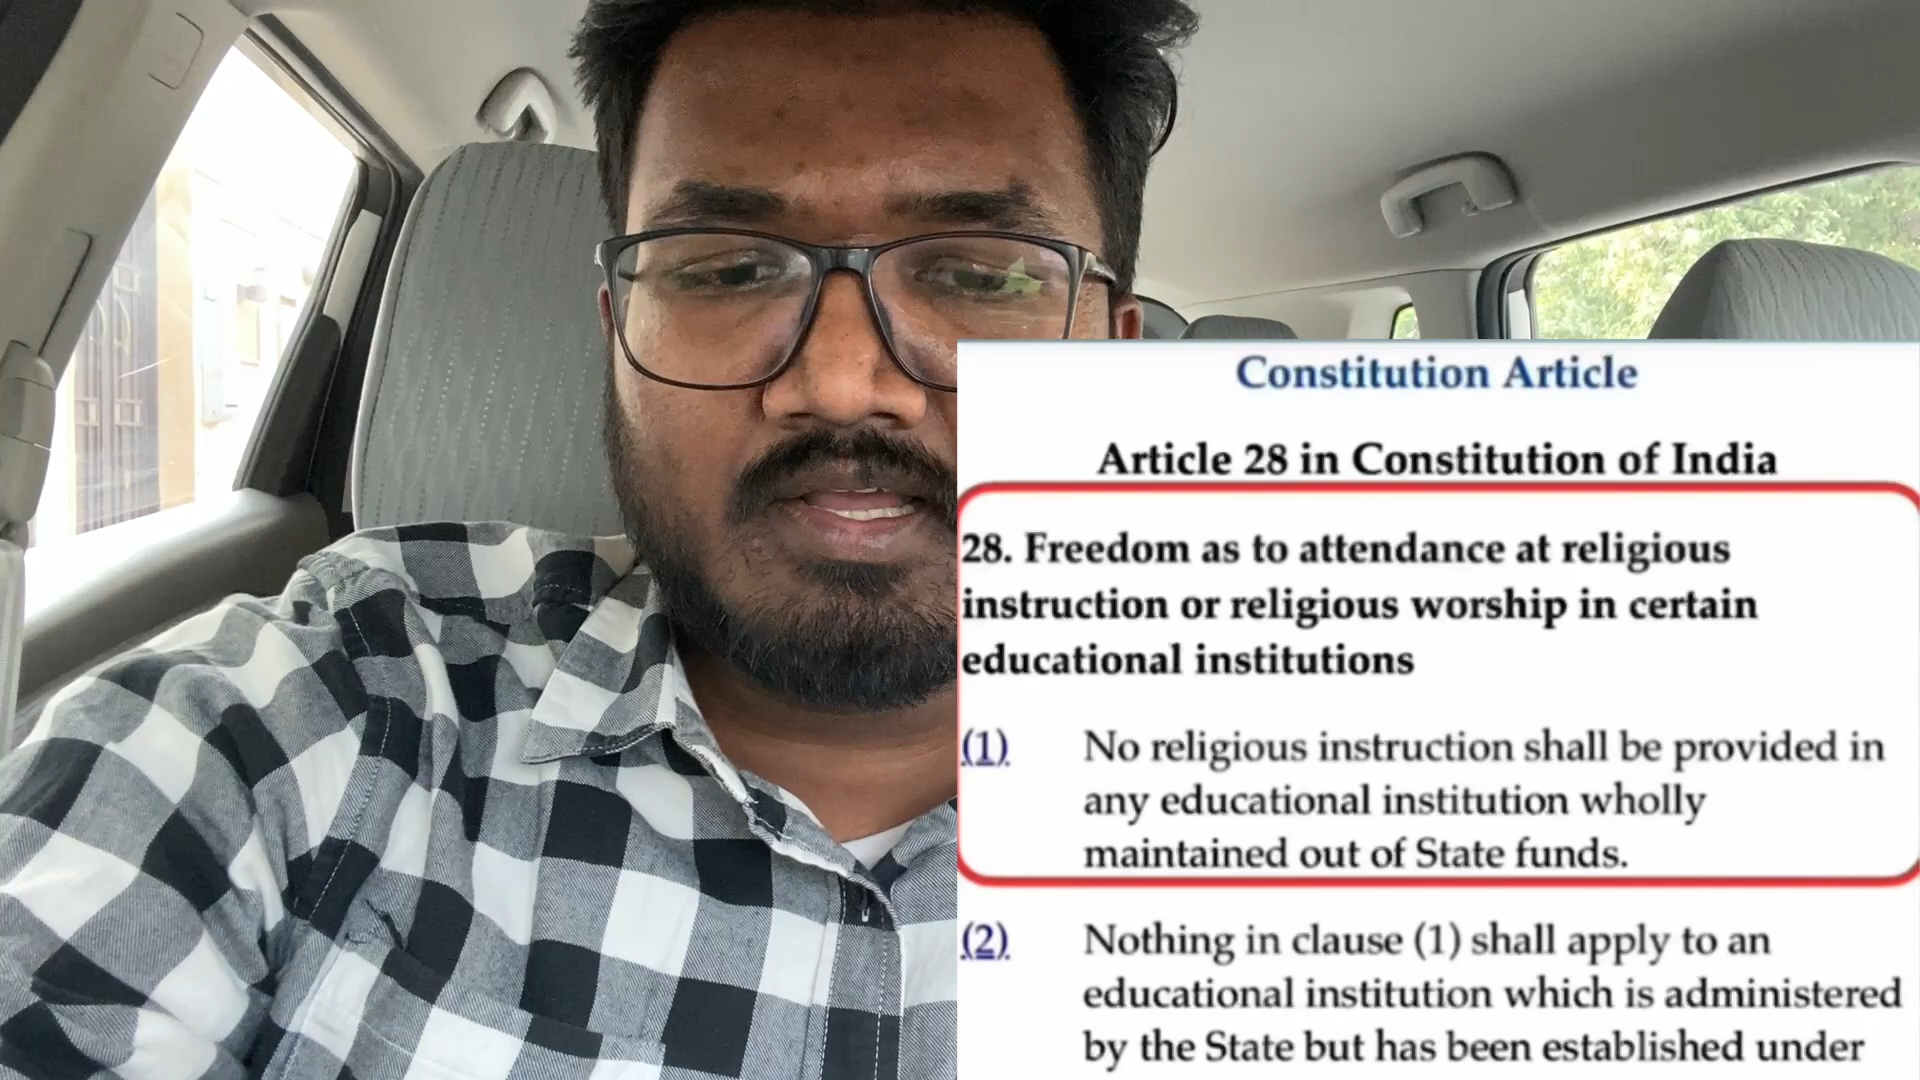 Constitution Article
Article 28 in Constitution of India
28. Freedom as to attendance at religious
instruction or religious worship in certain
educational institutions
(1) No religious instruction shall be provided in
any educational institution wholly
maintained out of State funds.
(2) Nothing in clause (1) shall apply to an
educational institution which is administered
by the State but has been established under